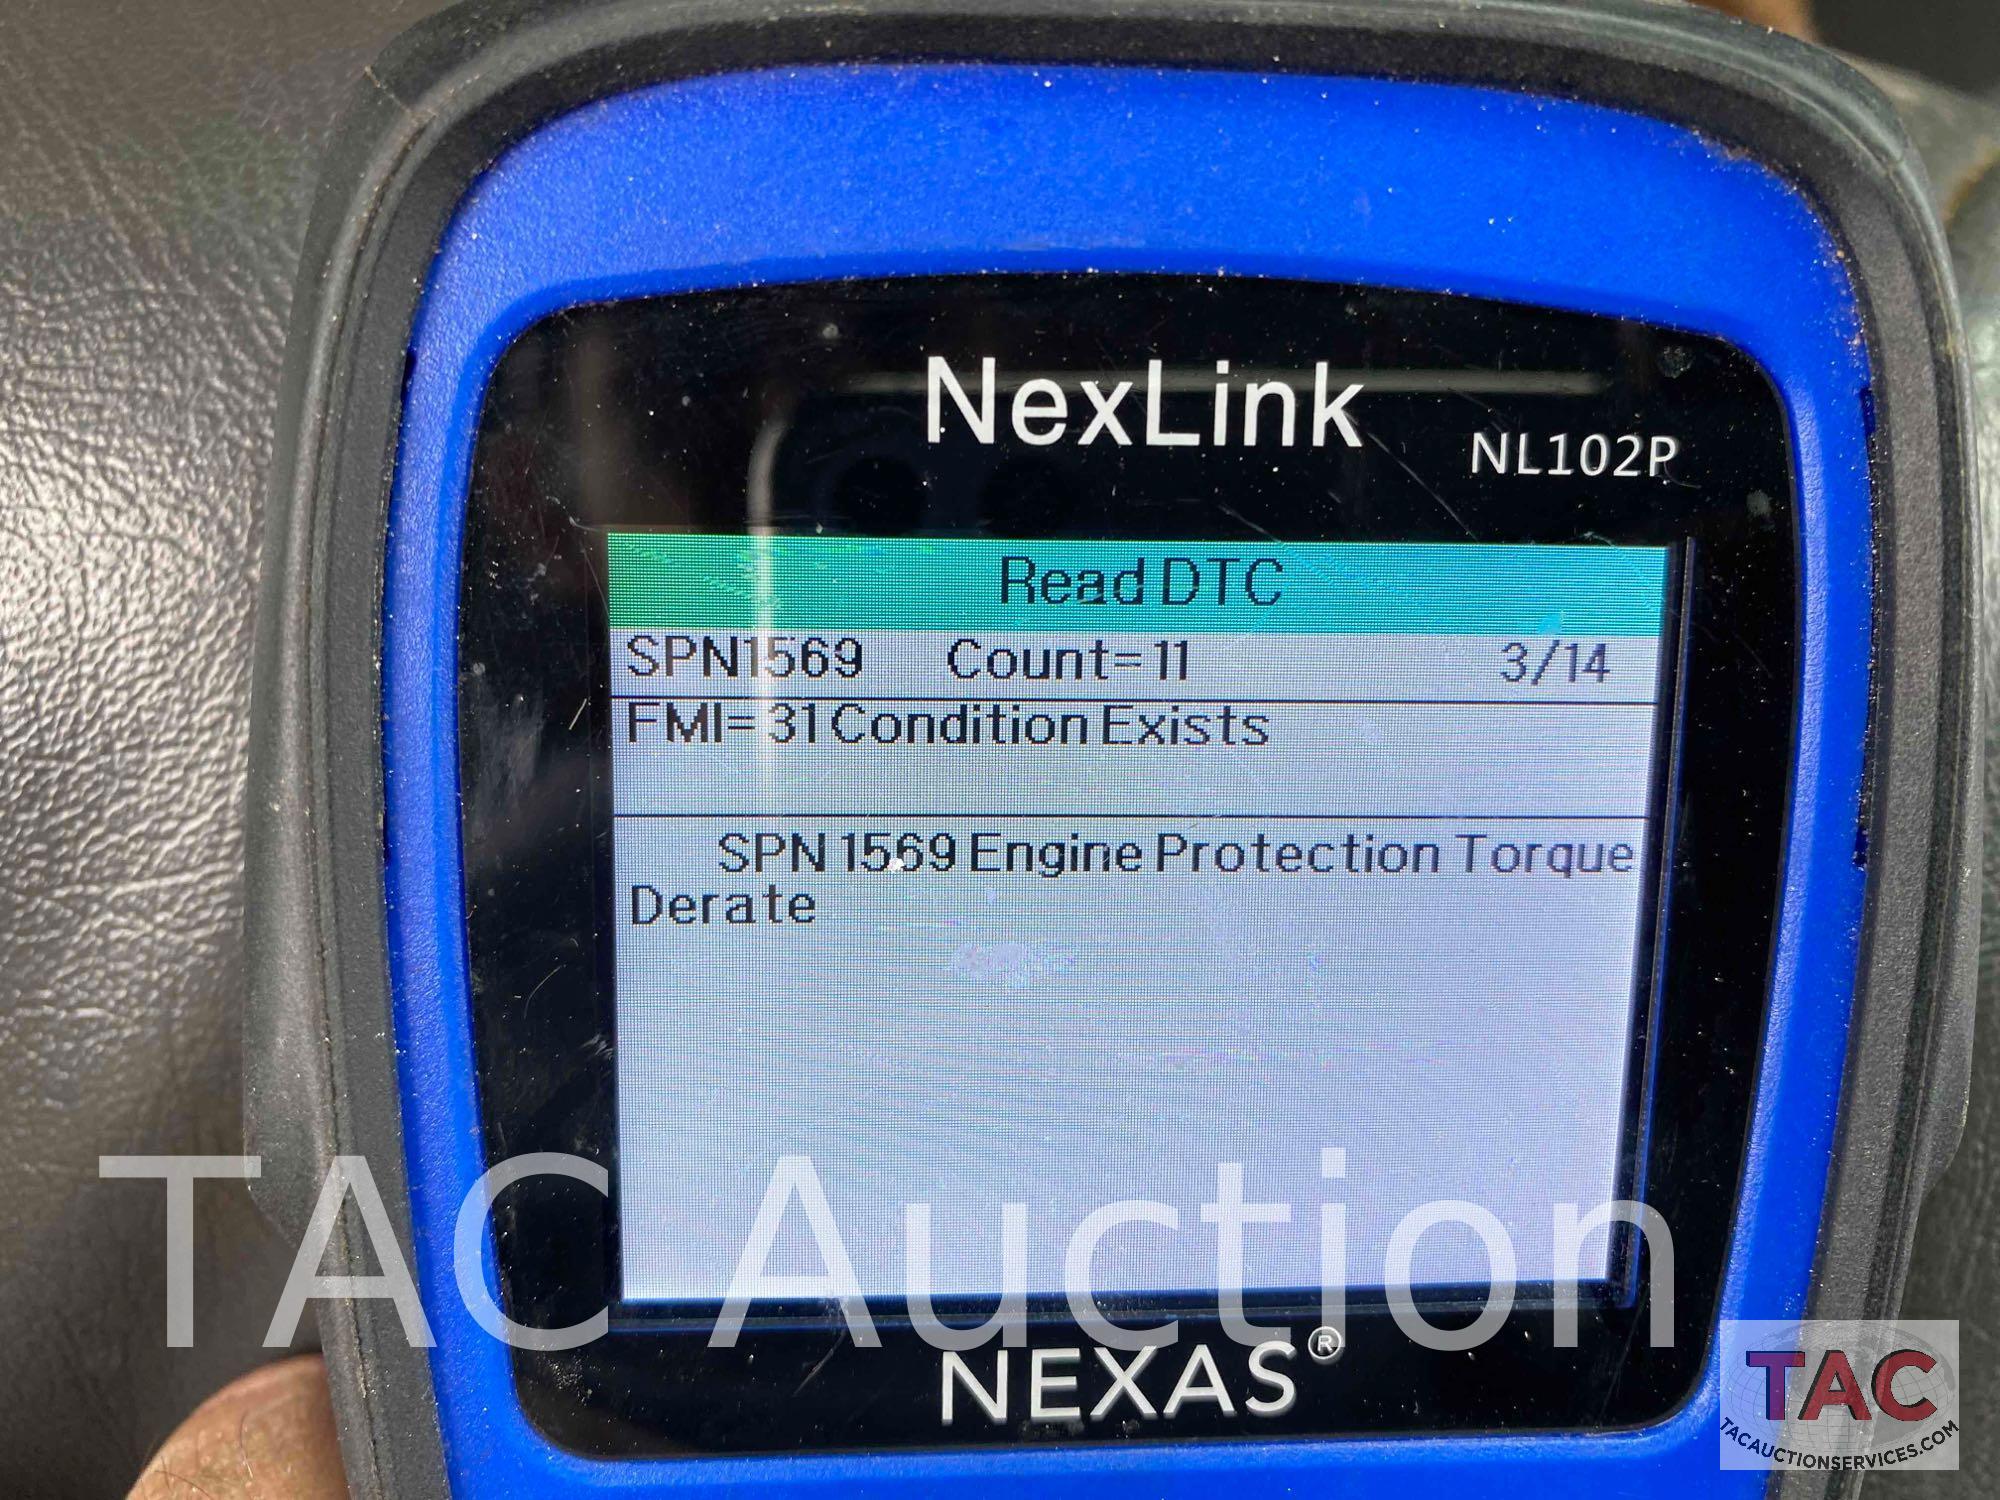 NexLink
NL102P
Read DTC
SPN1569 Count=11 3/14
FMI=31 Condition Exists
SPN 1569 Engine Protection Torque
Derate
TAC Auction
NEXAS®
TAC
TACAUCTIONSERVICES.COM